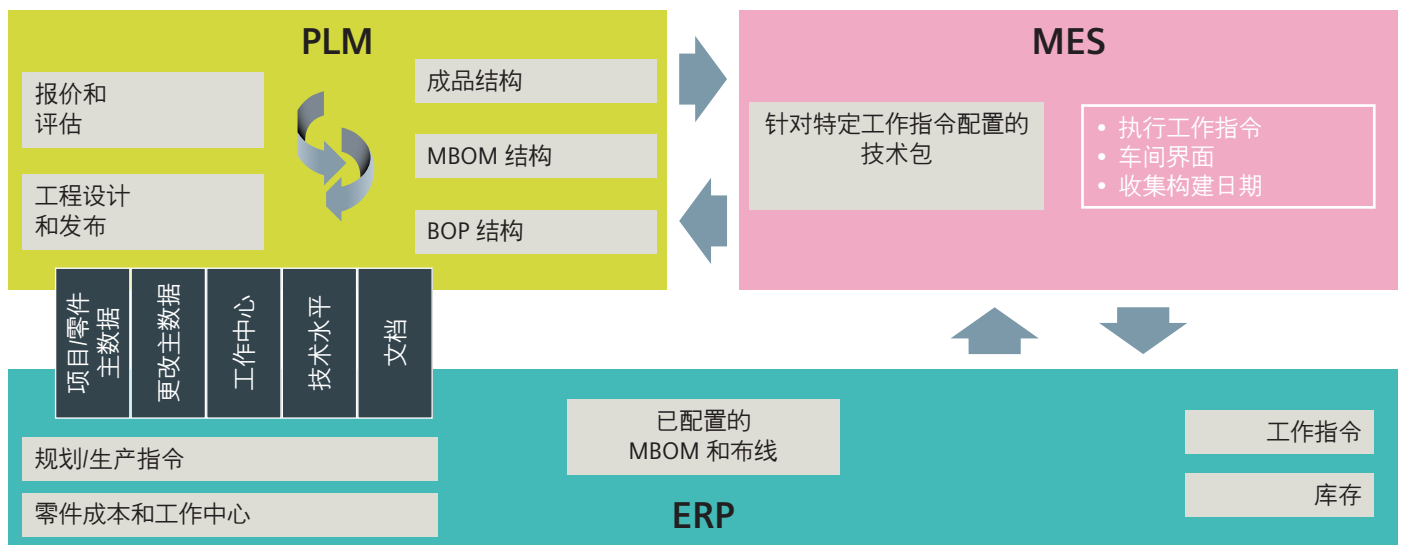 PLM
报价和
评估
工程设计
和发布
成品结构
MBOM 结构
BOP 结构
MES
针对特定工作指令配置的
技术包
• 执行工作指令
• 车间界面
• 收集构建日期
项目/零件
主数据
更改主数据
工作中心
技术水平
文档
规划/生产指令
零件成本和工作中心
已配置的
MBOM 和布线
ERP
工作指令
库存